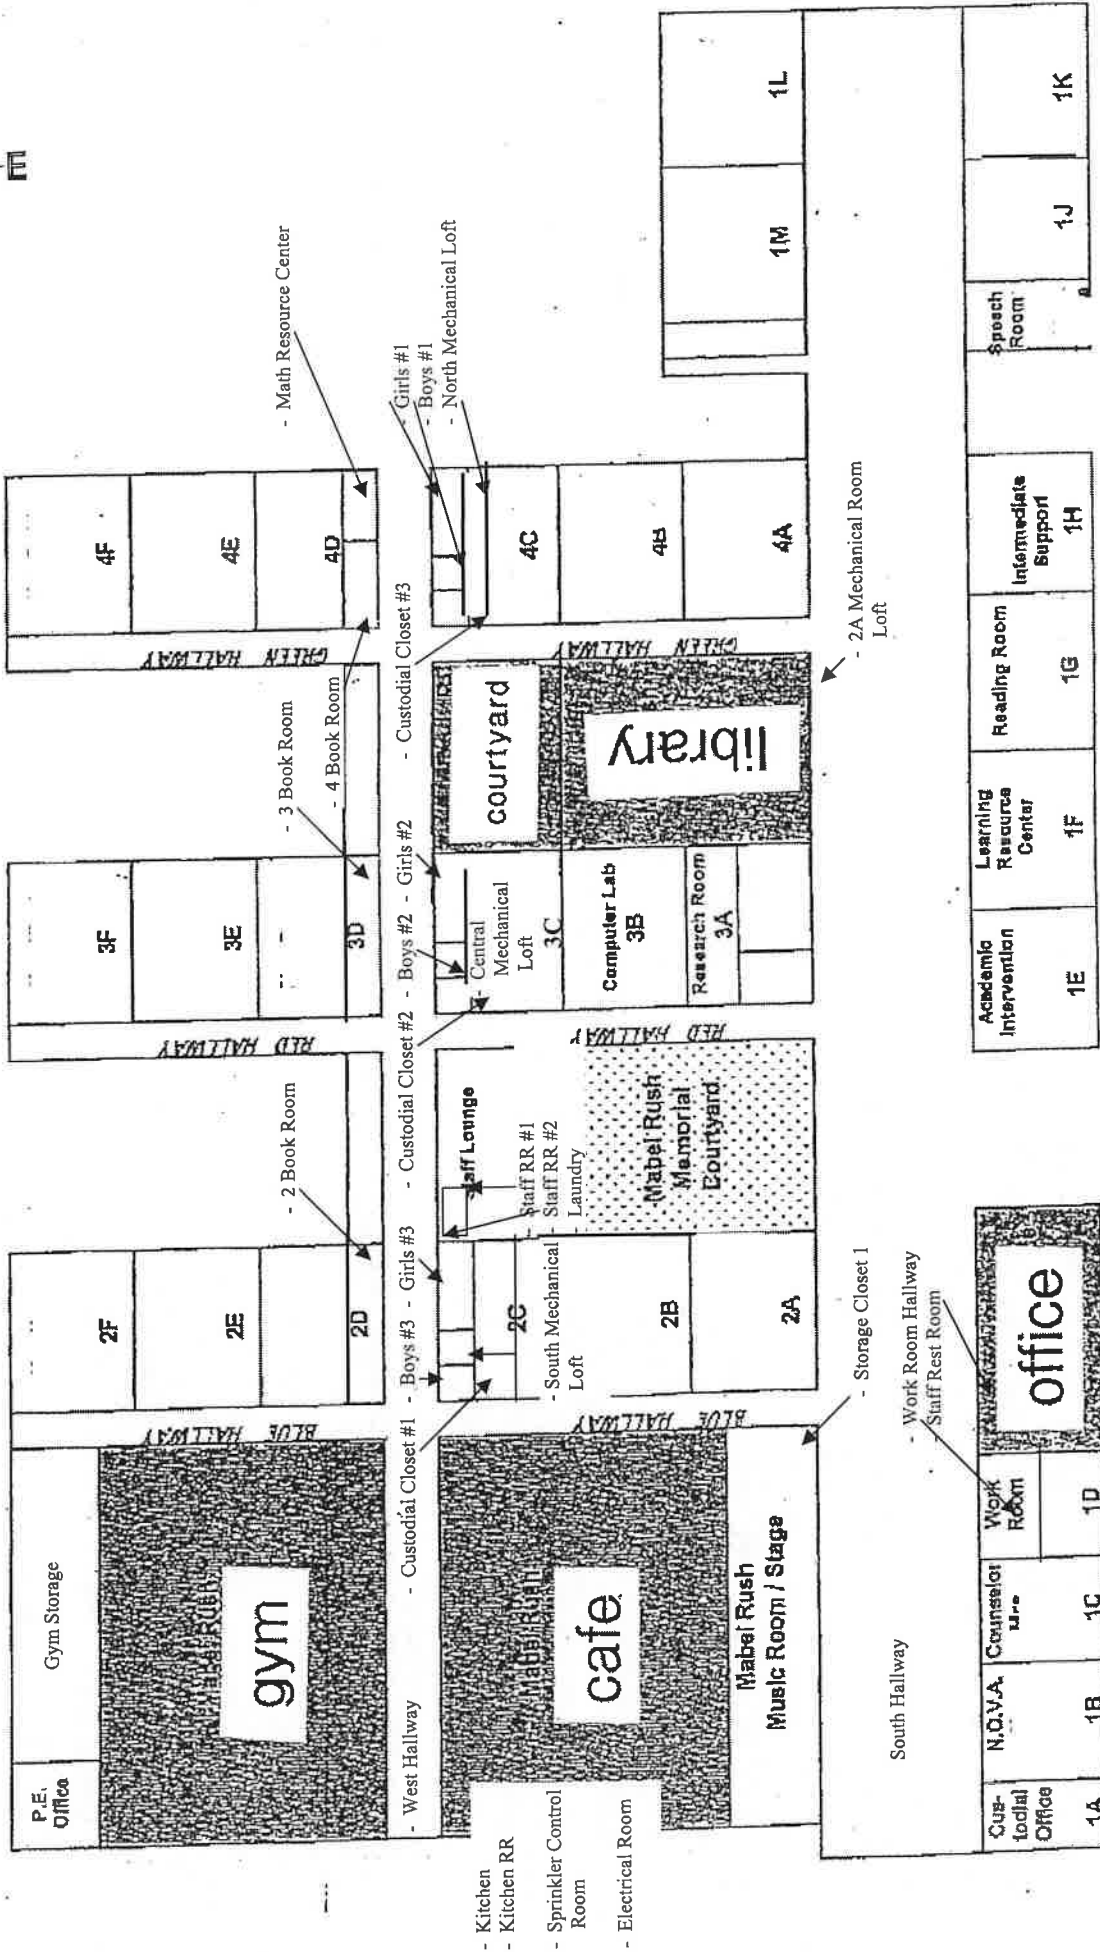 P.E.
Office
Gym Storage
gym
BLUE HALLWAY
2F
2E
2D
- 2 Book Room
RED HALLWAY
3F
3E
3D
- 3 Book Room
- 4 Book Room
GREEN HALLWAY
4F
4E
4D
- Math Resource Center
- West Hallway
- Custodial Closet #1
- Boys #3
- Girls #3
- Custodial Closet #2
- Boys #2
- Girls #2
- Custodial Closet #3
- Girls #1
- Boys #1
- North Mechanical Loft
- Kitchen
- Kitchen RR
- Sprinkler Control
Room
- Electrical Room
cafe
Mabel Rush
Music Room / Stage
BLUE HALLWAY
2C
- South Mechanical
Loft
2B
2A
aff Lounge
- Staff RR #1
- Staff RR #2
- Laundry
Mabel Rush
Memorial
Courtyard
RED HALLWAY
- Central
Mechanical
Loft
3C
Computer Lab
3B
Research Room
3A
courtyard
library
GREEN HALLWAY
4C
4B
4A
1M
1L
- Storage Closet 1
- 2A Mechanical Room
Loft
South Hallway
- Work Room Hallway
- Staff Rest Room
Cus-
todial
Office
1A
N.O.V.A.
1B
Counselor
1C
Work
Room
1D
office
Academic
Intervention
1E
Learning
Resource
Center
1F
Reading Room
1G
Intermediate
Support
1H
Speech
Room
1J
1K